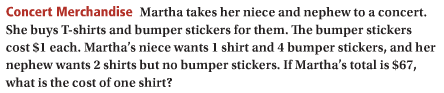 Concert Merchandise Martha takes her niece and nephew to a concert.
She buys T-shirts and bumper stickers for them. The bumper stickers
cost $1 each. Martha's niece wants 1 shirt and 4 bumper stickers, and her
nephew wants 2 shirts but no bumper stickers. If Martha's total is $67,
what is the cost of one shirt?